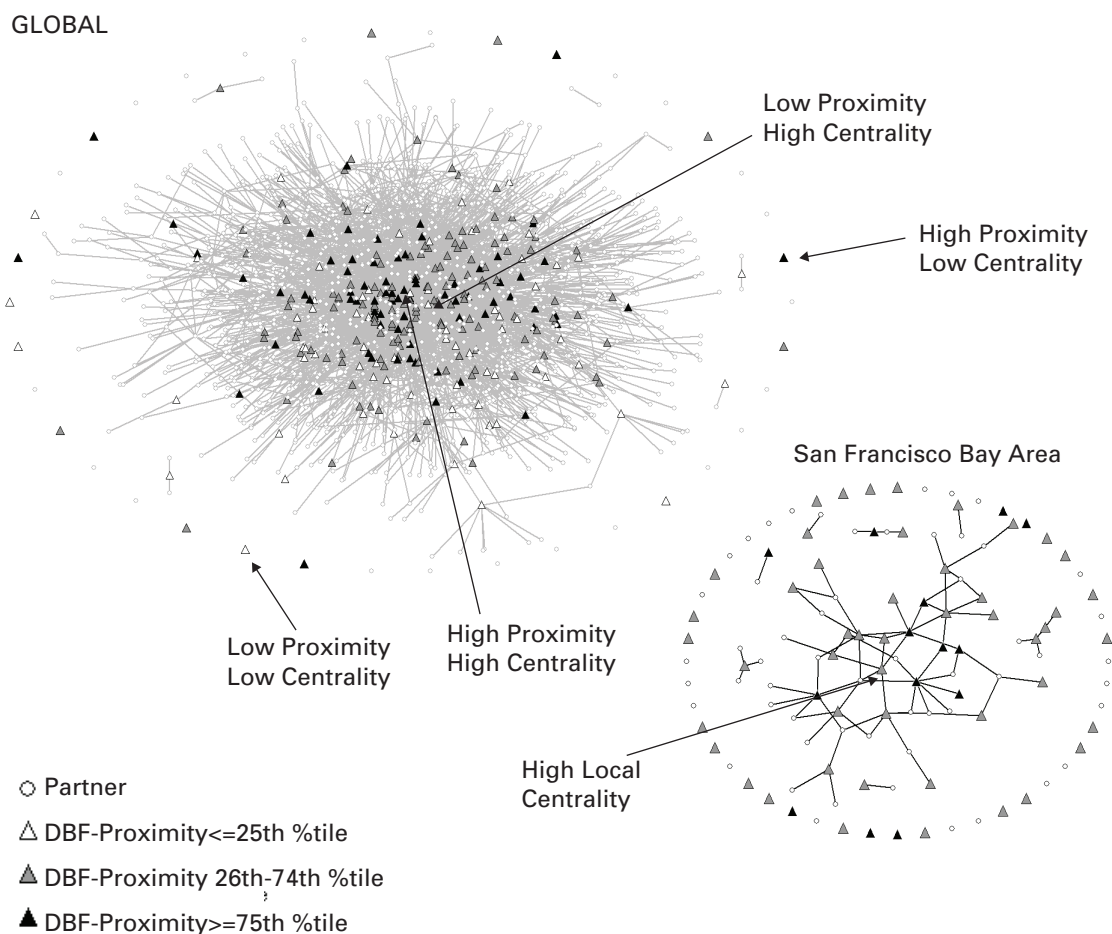 GLOBAL
Low Proximity
High Centrality
High Proximity
Low Centrality
San Francisco Bay Area
Low Proximity
Low Centrality
High Proximity
High Centrality
High Local
Centrality
Partner
DBF-Proximity<=25th %tile
DBF-Proximity 26th-74th %tile
DBF-Proximity>=75th %tile